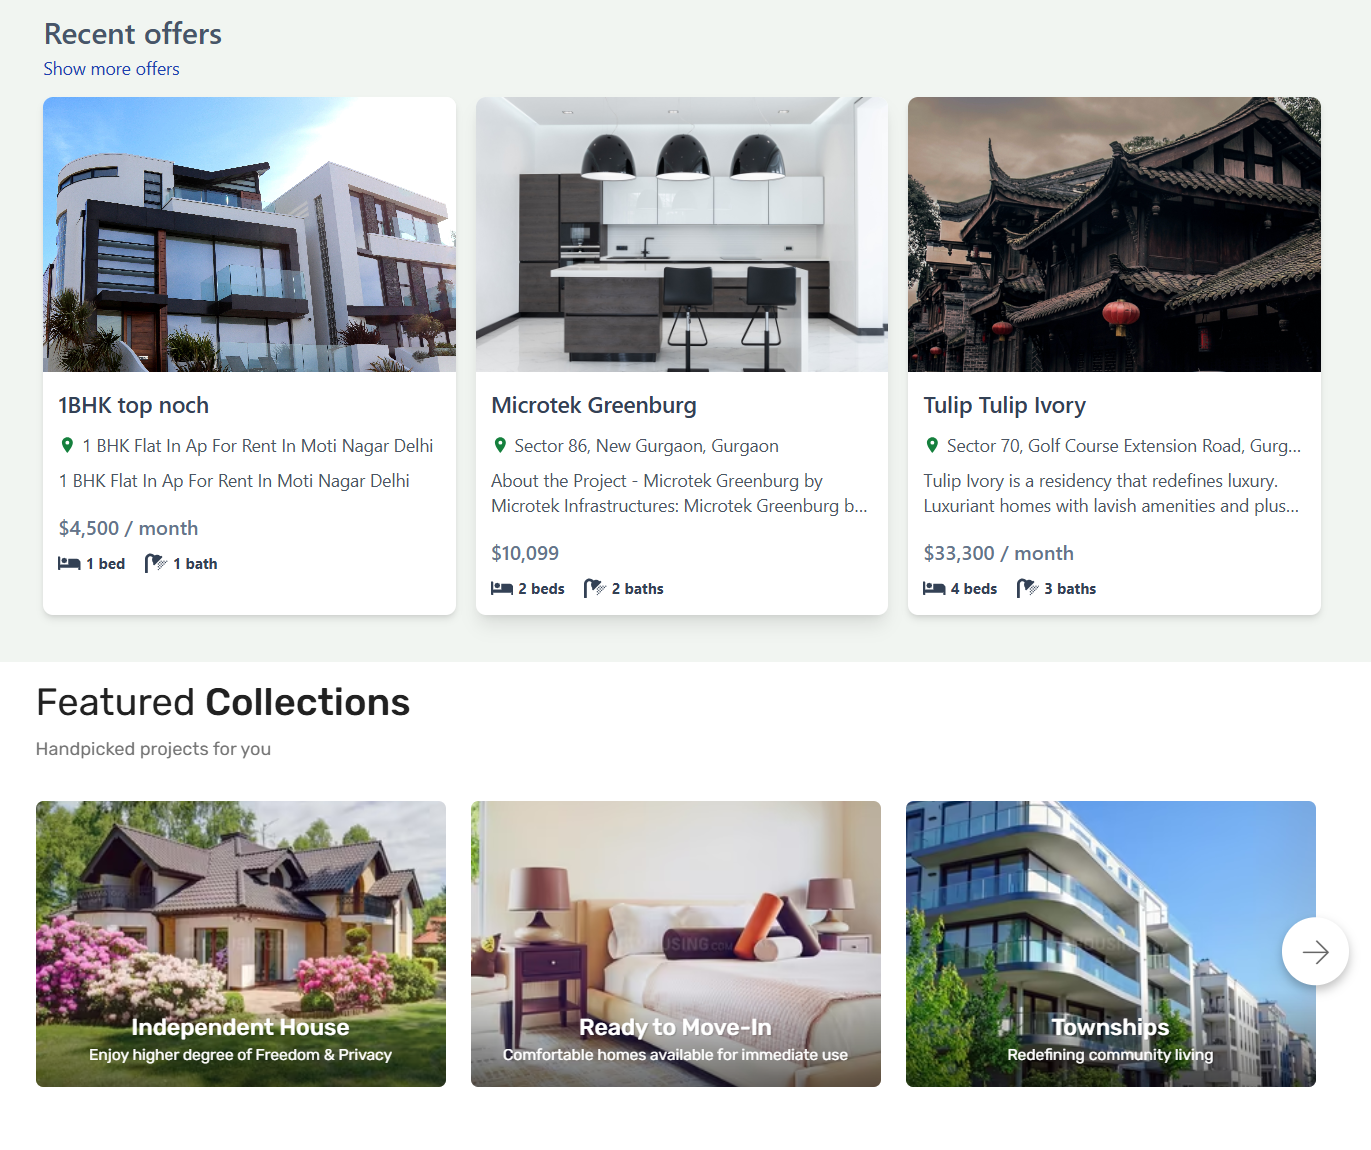 Recent offers
Show more offers
1BHK top noch
1 BHK Flat In Ap For Rent In Moti Nagar Delhi
1 BHK Flat In Ap For Rent In Moti Nagar Delhi
$4,500 / month
1 bed 1 bath
Microtek Greenburg
Sector 86, New Gurgaon, Gurgaon
About the Project - Microtek Greenburg by
Microtek Infrastructures: Microtek Greenburg b...
$10,099
2 beds 2 baths
Tulip Tulip Ivory
Sector 70, Golf Course Extension Road, Gurg...
Tulip Ivory is a residency that redefines luxury.
Luxuriant homes with lavish amenities and plus...
$33,300 / month
4 beds 3 baths
Featured Collections
Handpicked projects for you
Independent House
Enjoy higher degree of Freedom & Privacy
HOUSING.COM
Ready to Move-In
Comfortable homes available for immediate use
Townships
Redefining community living